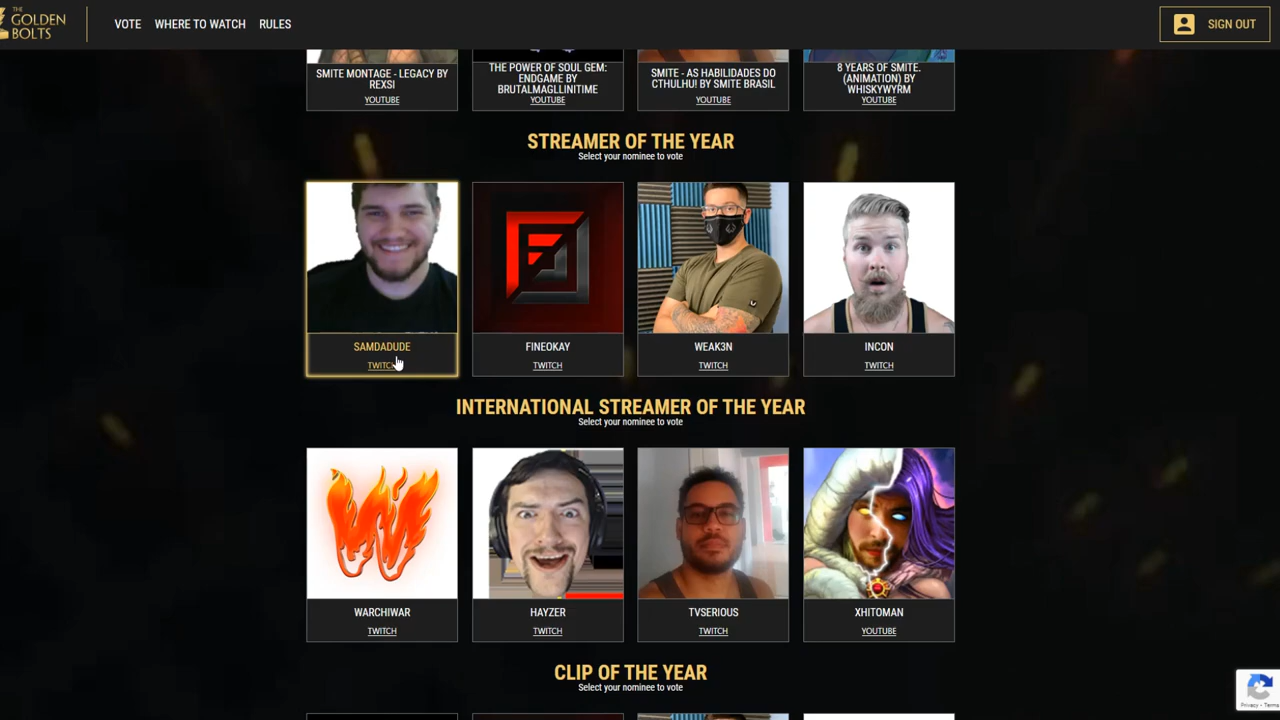 THE
GOLDEN
BOLTS
VOTE
WHERE TO WATCH
RULES
SIGN OUT
SMITE MONTAGE - LEGACY BY
REXSI
YOUTUBE
THE POWER OF SOUL GEM:
ENDGAME BY
BRUTALMAGLLINITIME
YOUTUBE
SMITE - AS HABILIDADES DO
CTHULHU! BY SMITE BRASIL
YOUTUBE
8 YEARS OF SMITE.
(ANIMATION) BY
WHISKYWYRM
YOUTUBE
STREAMER OF THE YEAR
Select your nominee to vote
SAMDADUDE
TWITCH
FINEOKAY
TWITCH
WEAK3N
TWITCH
INCON
TWITCH
INTERNATIONAL STREAMER OF THE YEAR
Select your nominee to vote
WARCHIWAR
TWITCH
HAYZER
TWITCH
TVSERIOUS
TWITCH
XHITOMAN
YOUTUBE
CLIP OF THE YEAR
Select your nominee to vote
Privacy - Terms